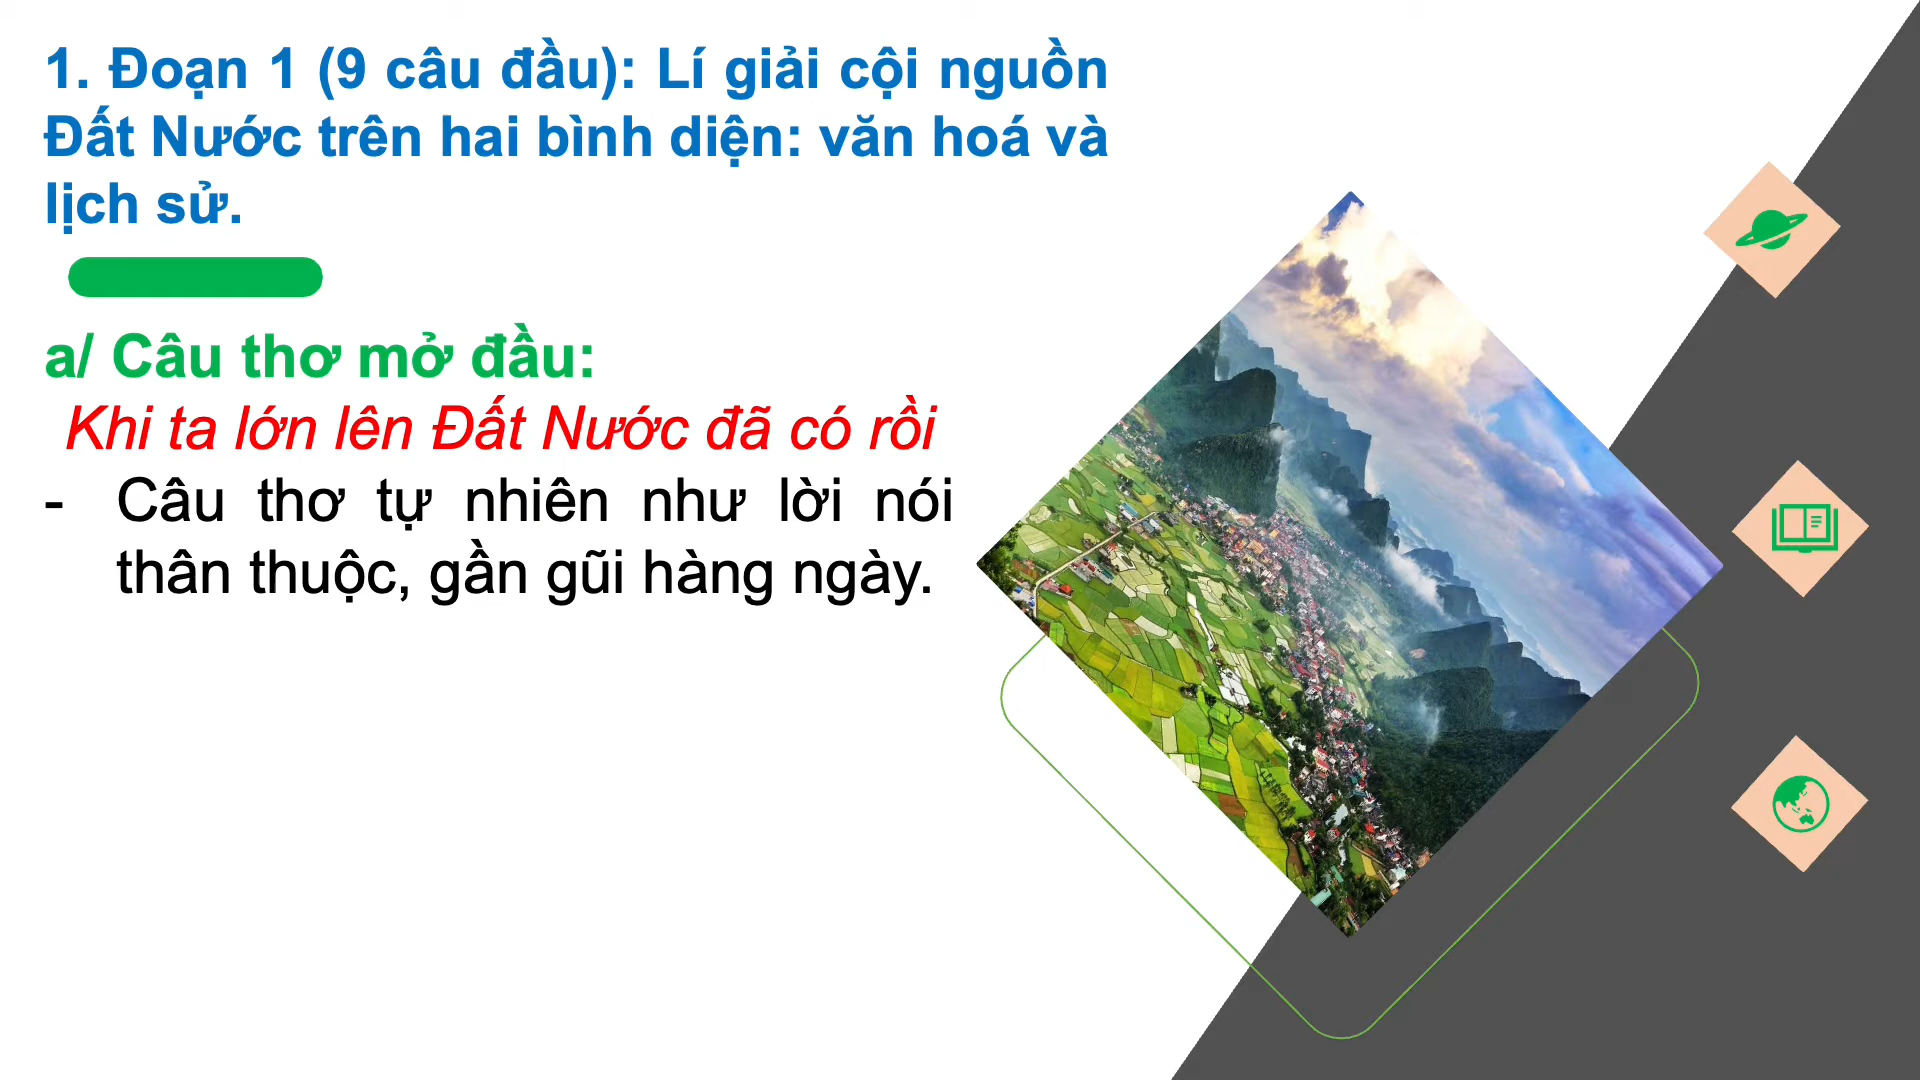 1. Đoạn 1 (9 câu đầu): Lí giải cội nguồn
Đất Nước trên hai bình diện: văn hoá và
lịch sử.
a/ Câu thơ mở đầu:
Khi ta lớn lên Đất Nước đã có rồi
- Câu thơ tự nhiên như lời nói
thân thuộc, gần gũi hàng ngày.